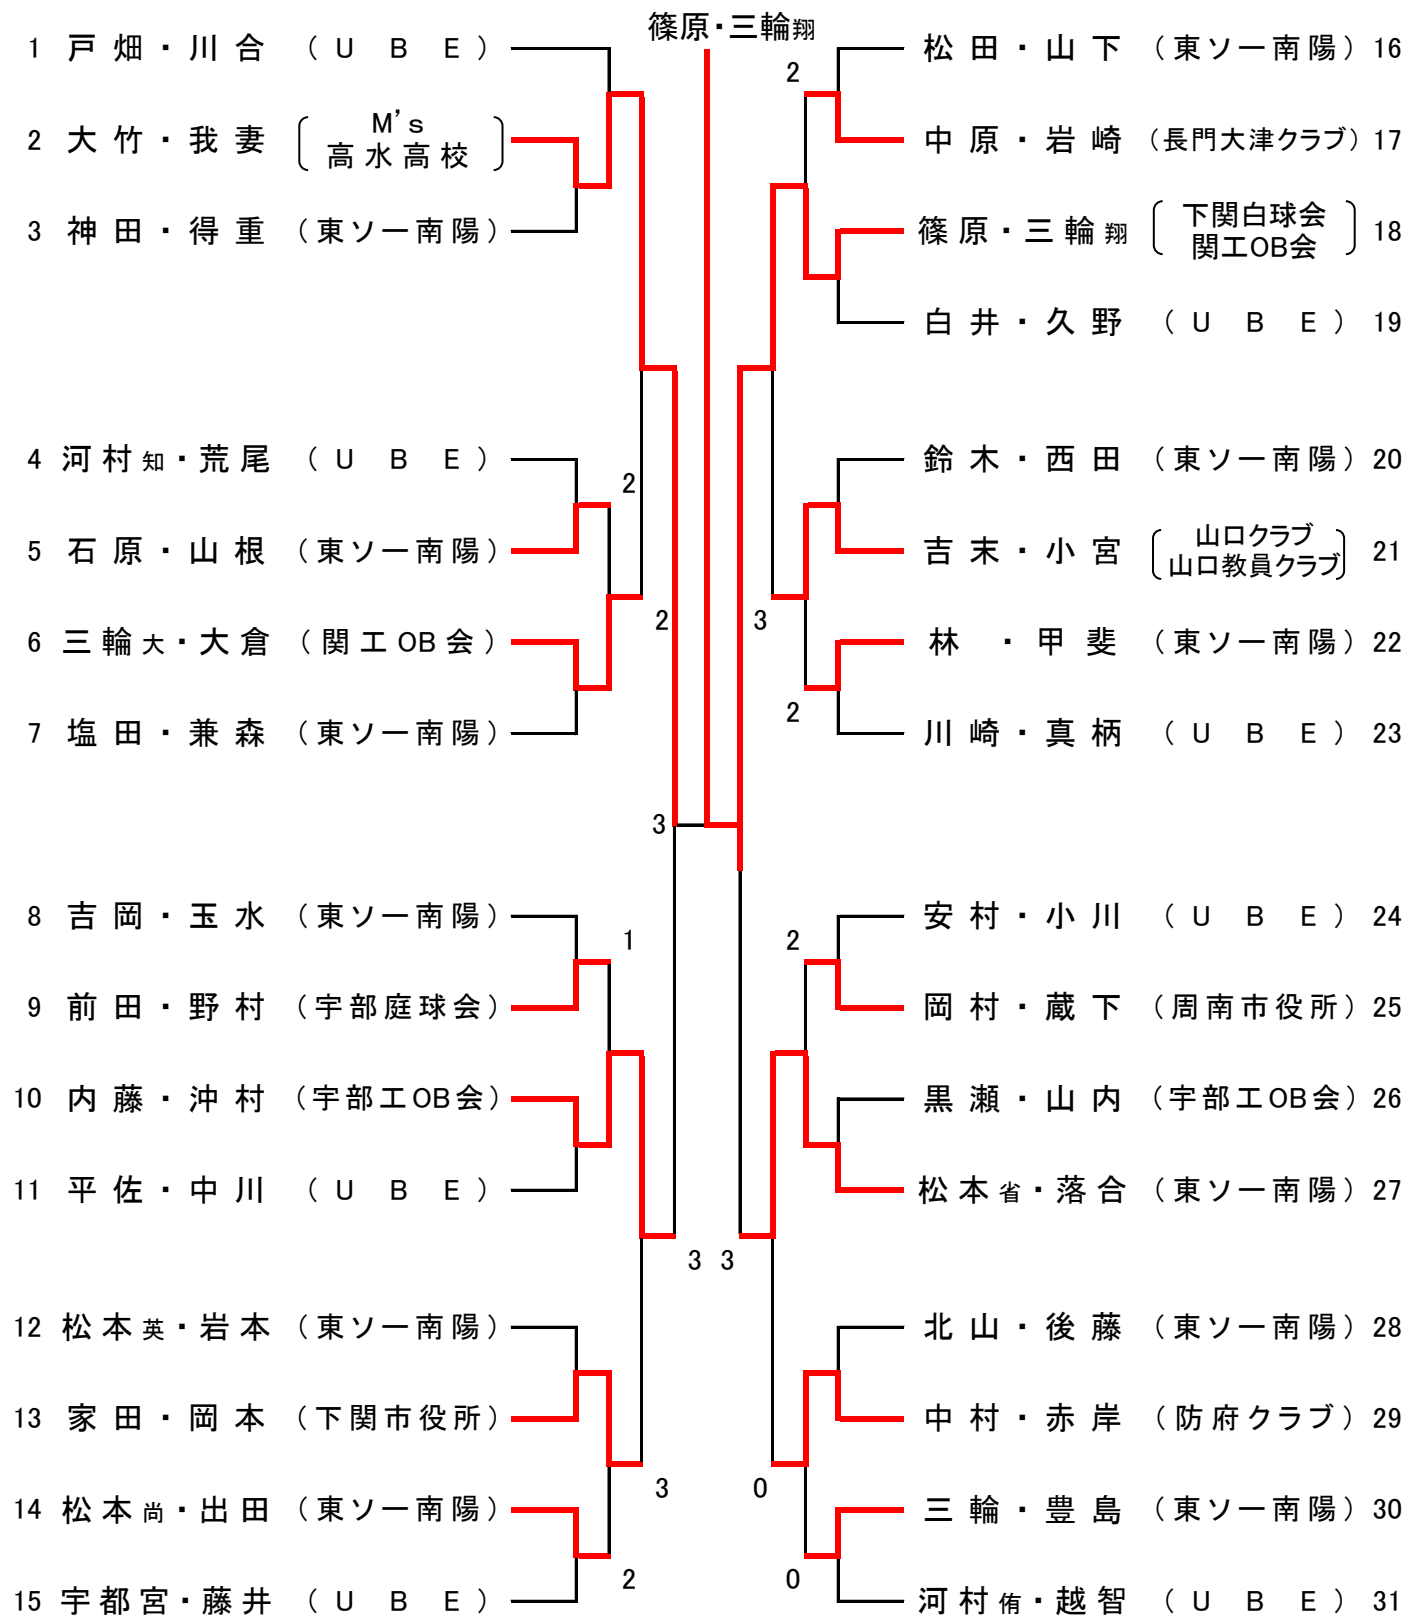 篠原・三輪翔
1 戸畑・川合 (UBE)
2 大竹・我妻 (M's
高水高校)
3 神田・得重 (東ソー南陽)
4 河村知・荒尾 (UBE)
5 石原・山根 (東ソー南陽)
6 三輪大・大倉 (関工OB会)
7 塩田・兼森 (東ソー南陽)
8 吉岡・玉水 (東ソー南陽)
9 前田・野村 (宇部庭球会)
10 内藤・沖村 (宇部工OB会)
11 平佐・中川 (UBE)
12 松本英・岩本 (東ソー南陽)
13 家田・岡本 (下関市役所)
14 松本尚・出田 (東ソー南陽)
15 宇都宮・藤井 (UBE)
2
2
3
1
3
3
2
2
3
2
2
3
0
0
松田・山下 (東ソー南陽) 16
中原・岩崎 (長門大津クラブ) 17
篠原・三輪翔 (下関白球会
関工OB会) 18
白井・久野 (UBE) 19
鈴木・西田 (東ソー南陽) 20
吉末・小宮 (山口クラブ
山口教員クラブ) 21
林・甲斐 (東ソー南陽) 22
川崎・真柄 (UBE) 23
安村・小川 (UBE) 24
岡村・蔵下 (周南市役所) 25
黒瀬・山内 (宇部工OB会) 26
松本省・落合 (東ソー南陽) 27
北山・後藤 (東ソー南陽) 28
中村・赤岸 (防府クラブ) 29
三輪・豊島 (東ソー南陽) 30
河村侑・越智 (UBE) 31